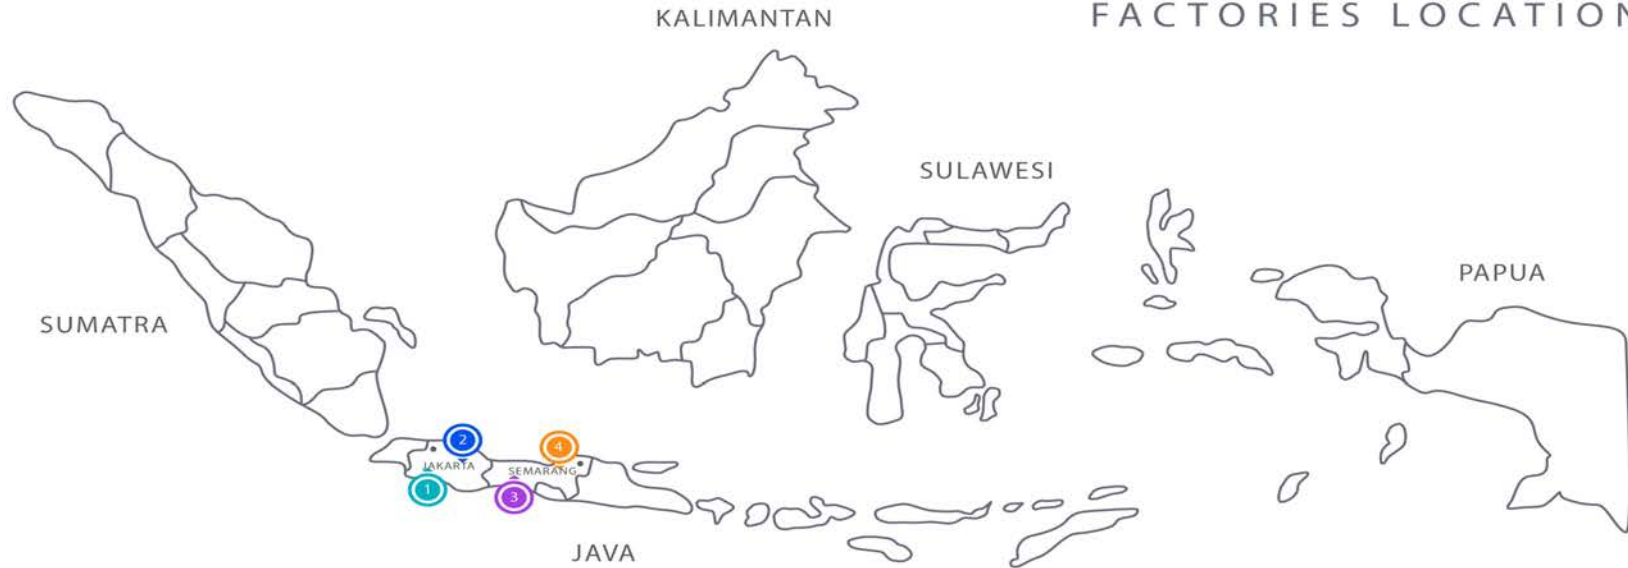 KALIMANTAN
FACTORIES LOCATION
SULAWESI
PAPUA
SUMATRA
2
4
JAKARTA
SEMARANG
1
3
JAVA